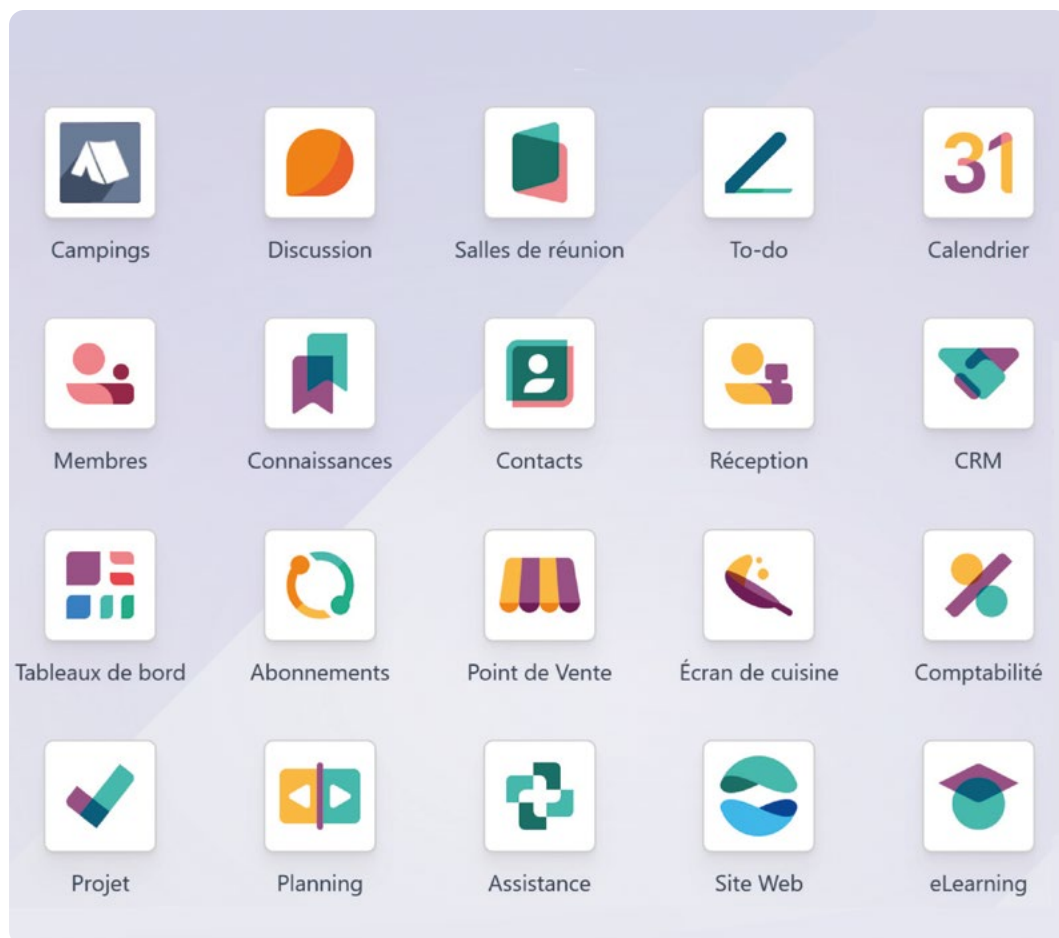 Campings
Discussion
Salles de réunion
To-do
31
Calendrier
Membres
Connaissances
Contacts
Réception
CRM
Tableaux de bord
Abonnements
Point de Vente
Écran de cuisine
Comptabilité
Projet
Planning
Assistance
Site Web
eLearning